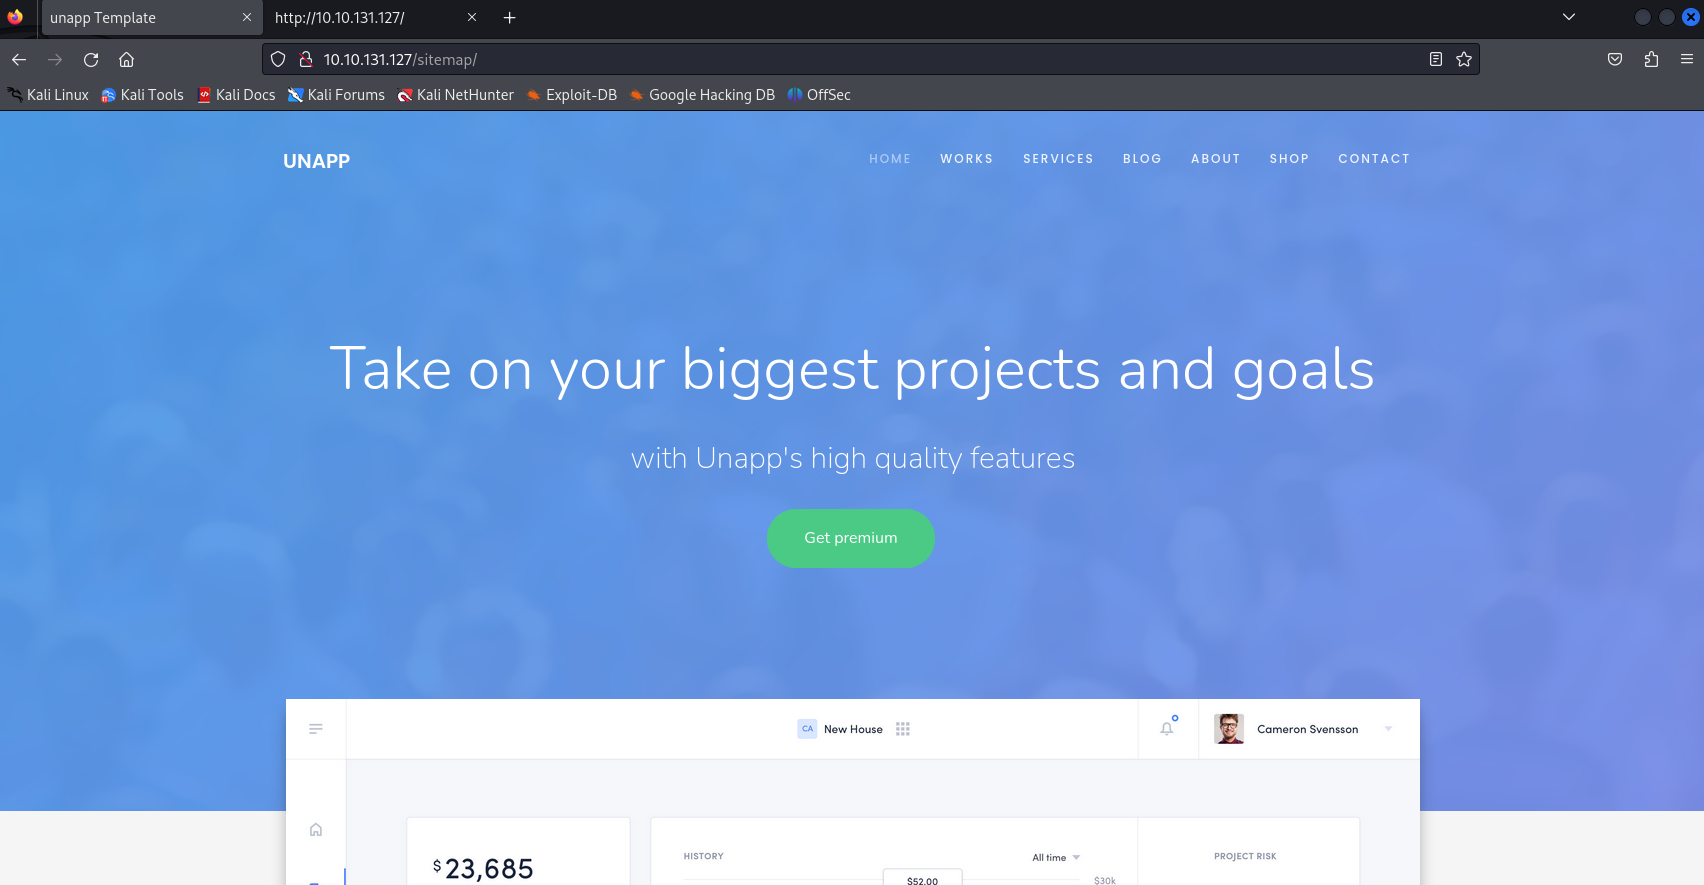 unapp Template
http://10.10.131.127/
10.10.131.127/sitemap/
Kali Linux Kali Tools Kali Docs Kali Forums Kali NetHunter Exploit-DB Google Hacking DB OffSec
UNAPP
HOME WORKS SERVICES BLOG ABOUT SHOP CONTACT
Take on your biggest projects and goals
with Unapp's high quality features
Get premium
CA New House
Cameron Svensson
$23,685
HISTORY
All time
PROJECT RISK
$52.00
$30k